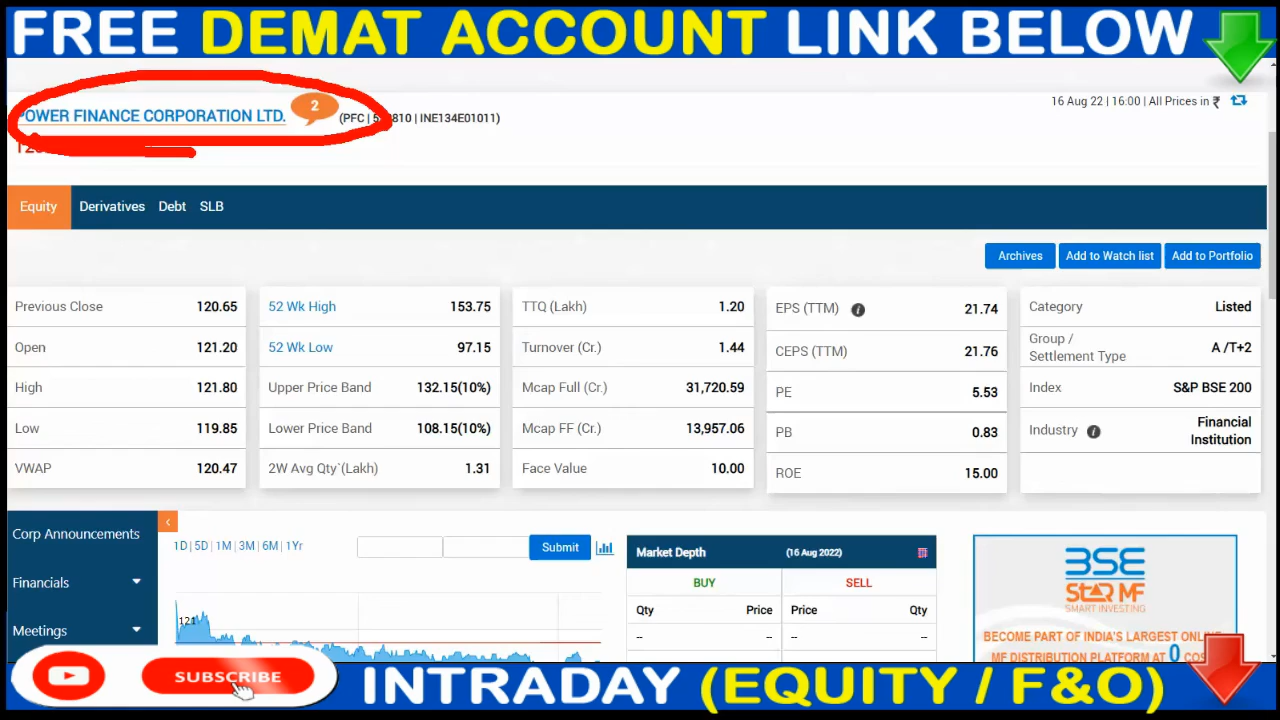 FREE DEMAT ACCOUNT LINK BELOW
POWER FINANCE CORPORATION LTD. 2 (PFC | INE134E01011)
16 Aug 22 | 16:00 | All Prices in ₹
Equity Derivatives Debt SLB
Archives Add to Watch list Add to Portfolio
Previous Close 120.65 52 Wk High 153.75 TTQ (Lakh) 1.20 EPS (TTM) i 21.74 Category Listed
Open 121.20 52 Wk Low 97.15 Turnover (Cr.) 1.44 CEPS (TTM) 21.76 Group / Settlement Type A /T+2
High 121.80 Upper Price Band 132.15(10%) Mcap Full (Cr.) 31,720.59 PE 5.53 Index S&P BSE 200
Low 119.85 Lower Price Band 108.15(10%) Mcap FF (Cr.) 13,957.06 PB 0.83 Industry i Financial Institution
VWAP 120.47 2W Avg Qty`(Lakh) 1.31 Face Value 10.00 ROE 15.00
Corp Announcements
Financials
Meetings
1D| 5D| 1M| 3M| 6M| 1Yr Submit
121
Market Depth (16 Aug 2022)
BUY SELL
Qty Price Price Qty
-- -- -- --
BSE
StAR MF
SMART INVESTING
BECOME PART OF INDIA'S LARGEST ONLINE
MF DISTRIBUTION PLATFORM AT 0
SUBSCRIBE
INTRADAY (EQUITY / F&O)